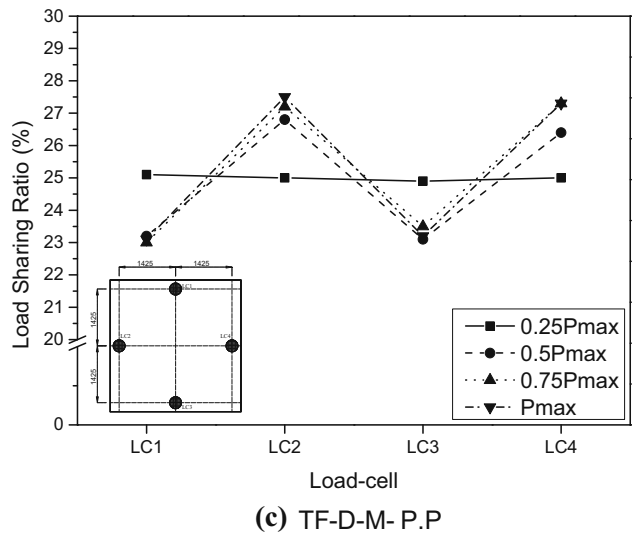 30
29
28
27
26
25
24
23
22
21
20
0
Load Sharing Ratio (%)
1425
1425
1425
1425
LC1
LC2
LC4
LC3
0.25Pmax
0.5Pmax
0.75Pmax
Pmax
LC1
LC2
LC3
LC4
Load-cell
(c) TF-D-M- P.P